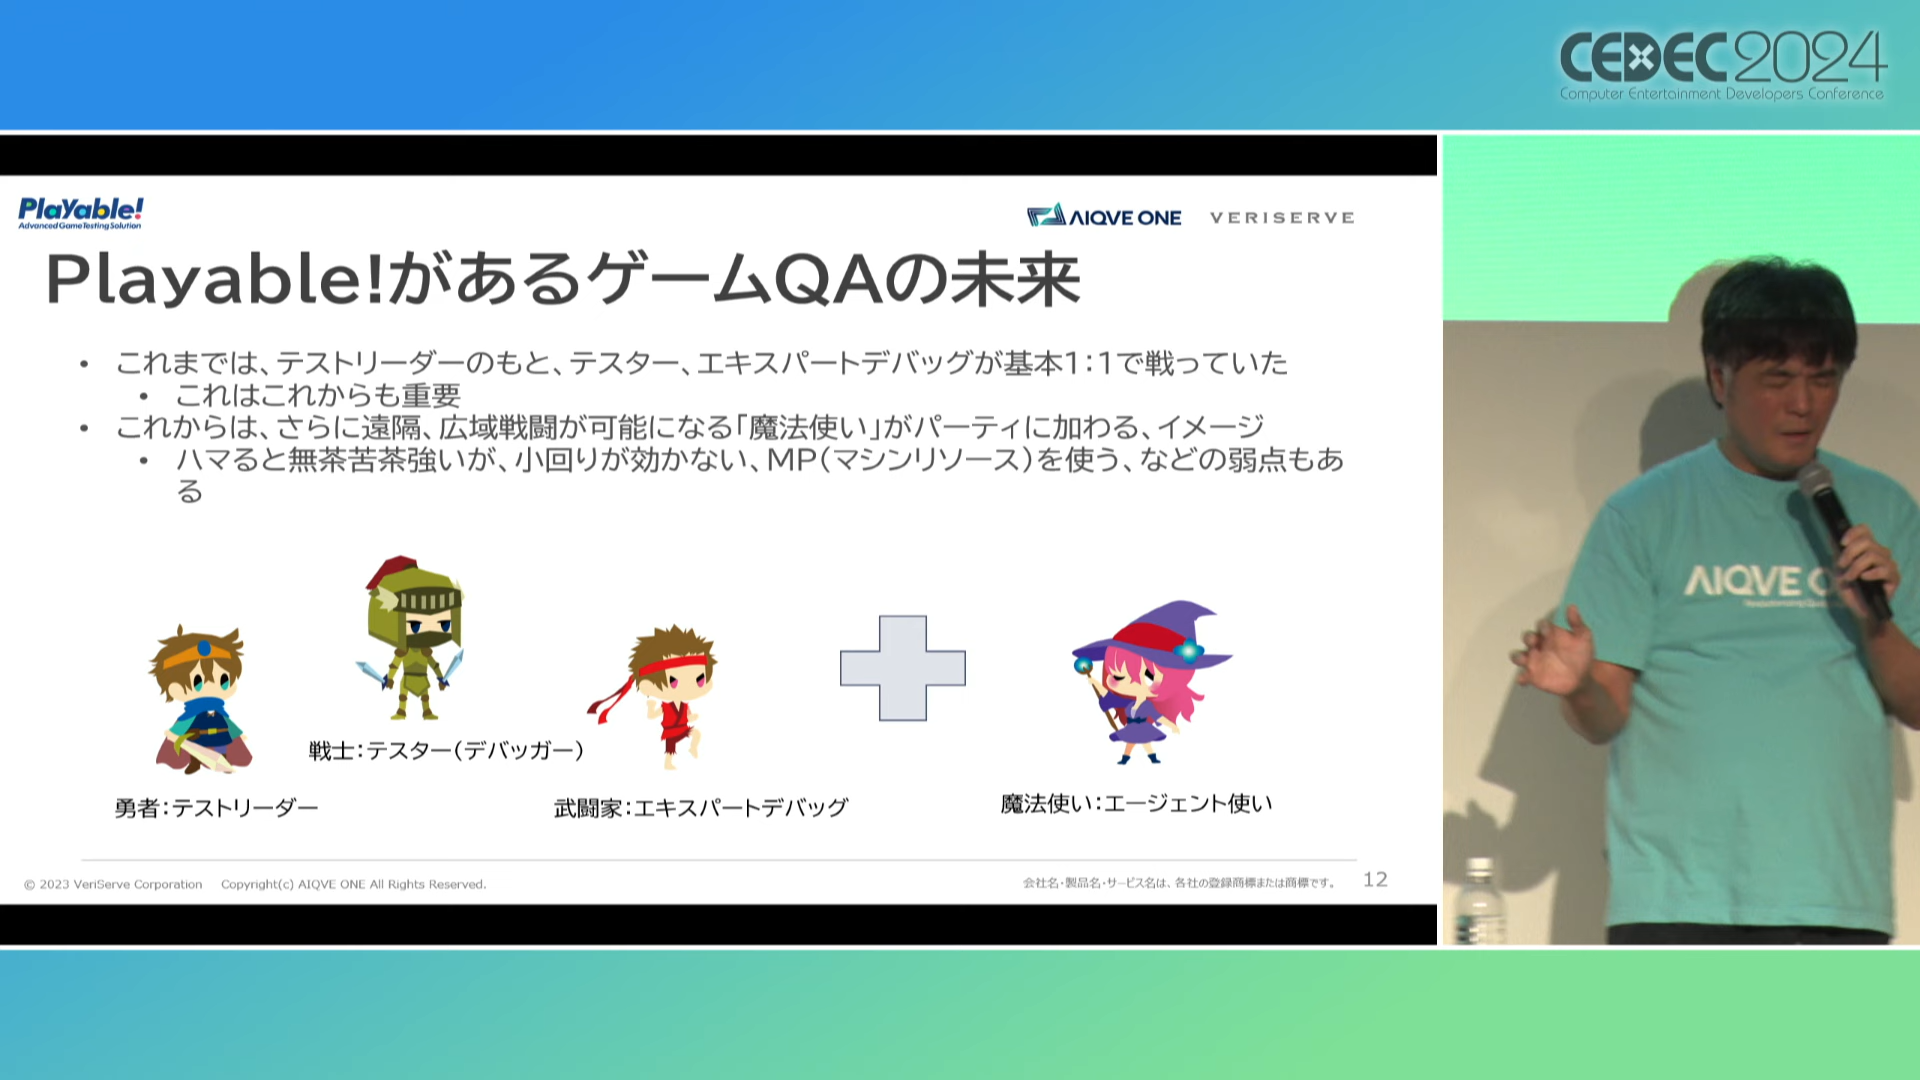 CEDEC2024
Computer Entertainment Developers Conference
Playable!
Advanced Game Testing Solution
AIQVE ONE VERISERVE
Playable!があるゲームQAの未来
• これまでは、テストリーダーのもと、テスター、エキスパートデバッグが基本1：1で戦っていた
• これはこれからも重要
• これからは、さらに遠隔、広域戦闘が可能になる「魔法使い」がパーティに加わる、イメージ
• ハマると無茶苦茶強いが、小回りが効かない、MP（マシンリソース）を使う、などの弱点もあ
る
戦士：テスター（デバッガー）
勇者：テストリーダー
武闘家：エキスパートデバッグ
魔法使い：エージェント使い
© 2023 VeriServe Corporation Copyright(c) AIQVE ONE All Rights Reserved.
会社名・製品名・サービス名は、各社の登録商標または商標です。
12
AIQVE O